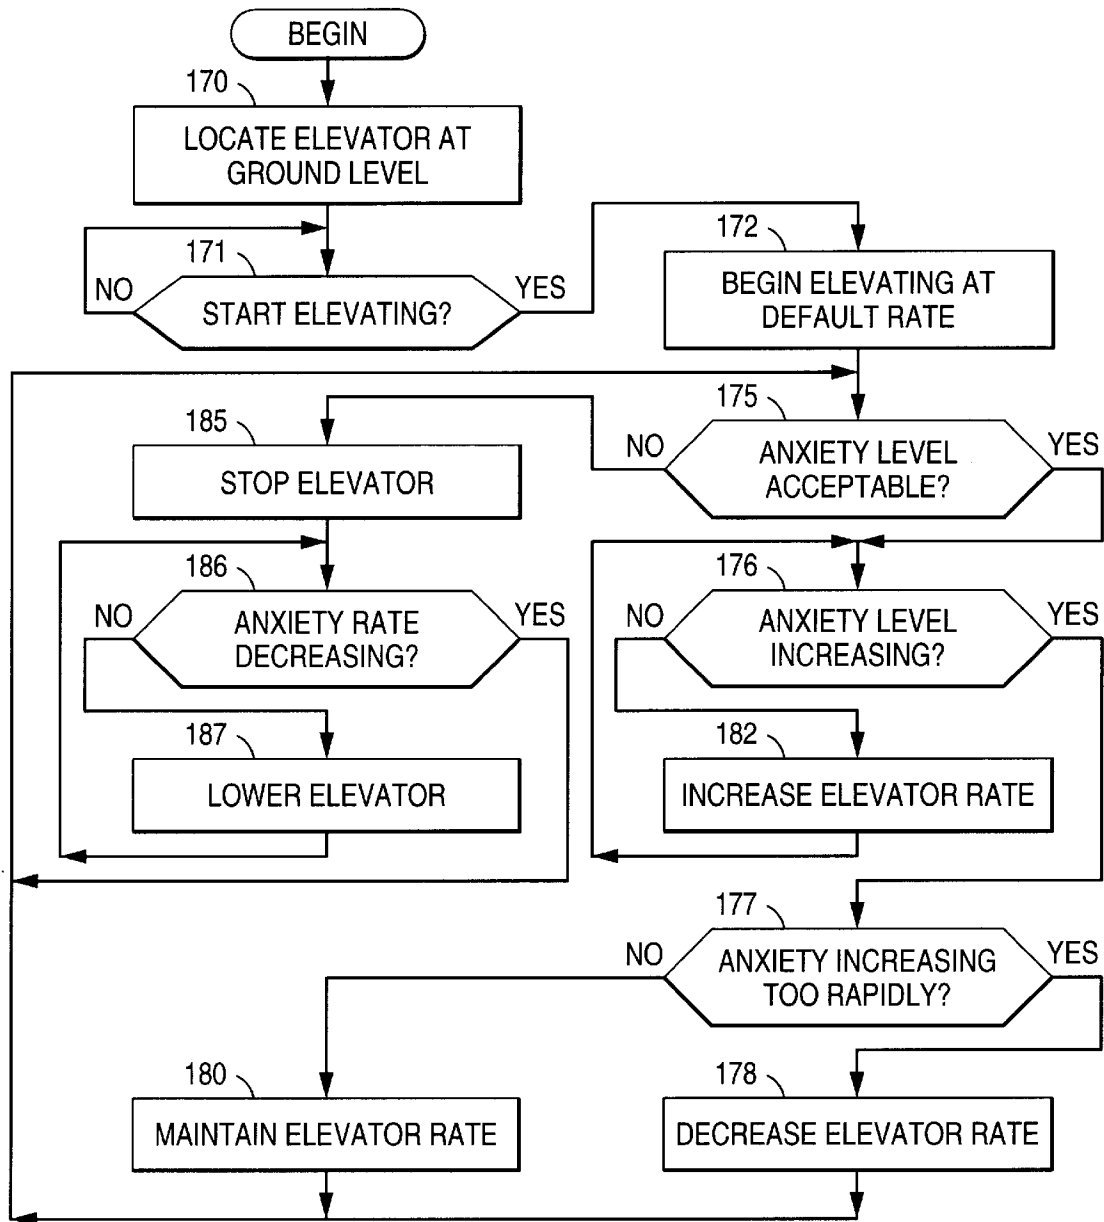 BEGIN
170
LOCATE ELEVATOR AT
GROUND LEVEL
171
NO
START ELEVATING?
YES
172
BEGIN ELEVATING AT
DEFAULT RATE
175
NO
ANXIETY LEVEL
ACCEPTABLE?
YES
185
STOP ELEVATOR
186
NO
ANXIETY RATE
DECREASING?
YES
176
NO
ANXIETY LEVEL
INCREASING?
YES
187
LOWER ELEVATOR
182
INCREASE ELEVATOR RATE
177
NO
ANXIETY INCREASING
TOO RAPIDLY?
YES
180
MAINTAIN ELEVATOR RATE
178
DECREASE ELEVATOR RATE